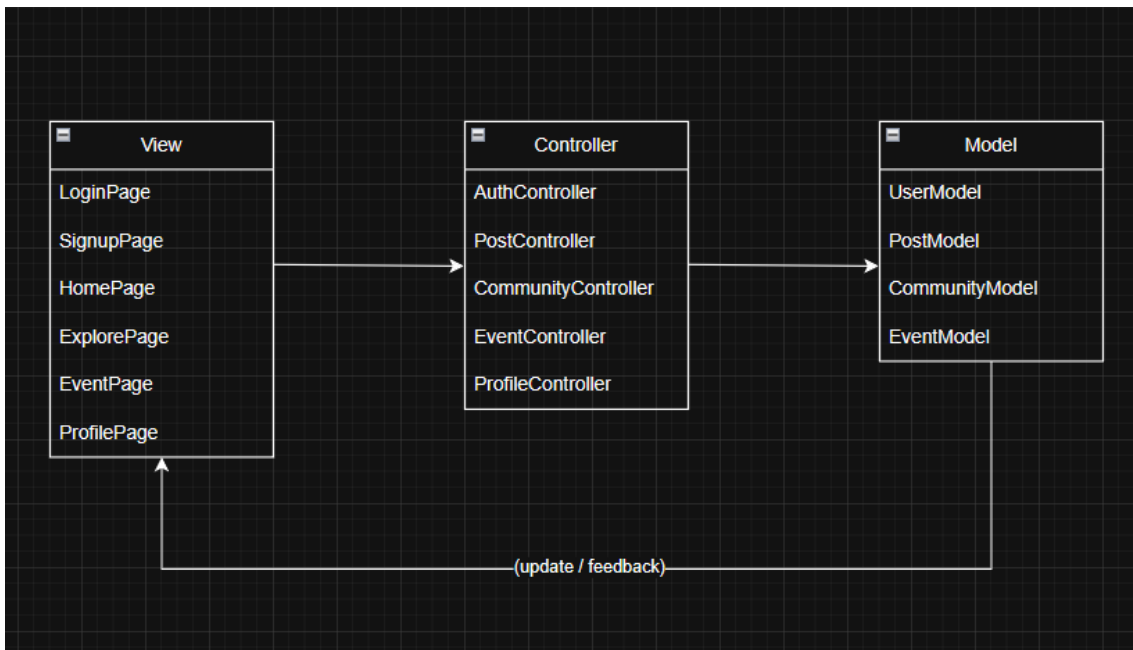 View
LoginPage
SignupPage
HomePage
ExplorePage
EventPage
ProfilePage
Controller
AuthController
PostController
CommunityController
EventController
ProfileController
Model
UserModel
PostModel
CommunityModel
EventModel
(update / feedback)